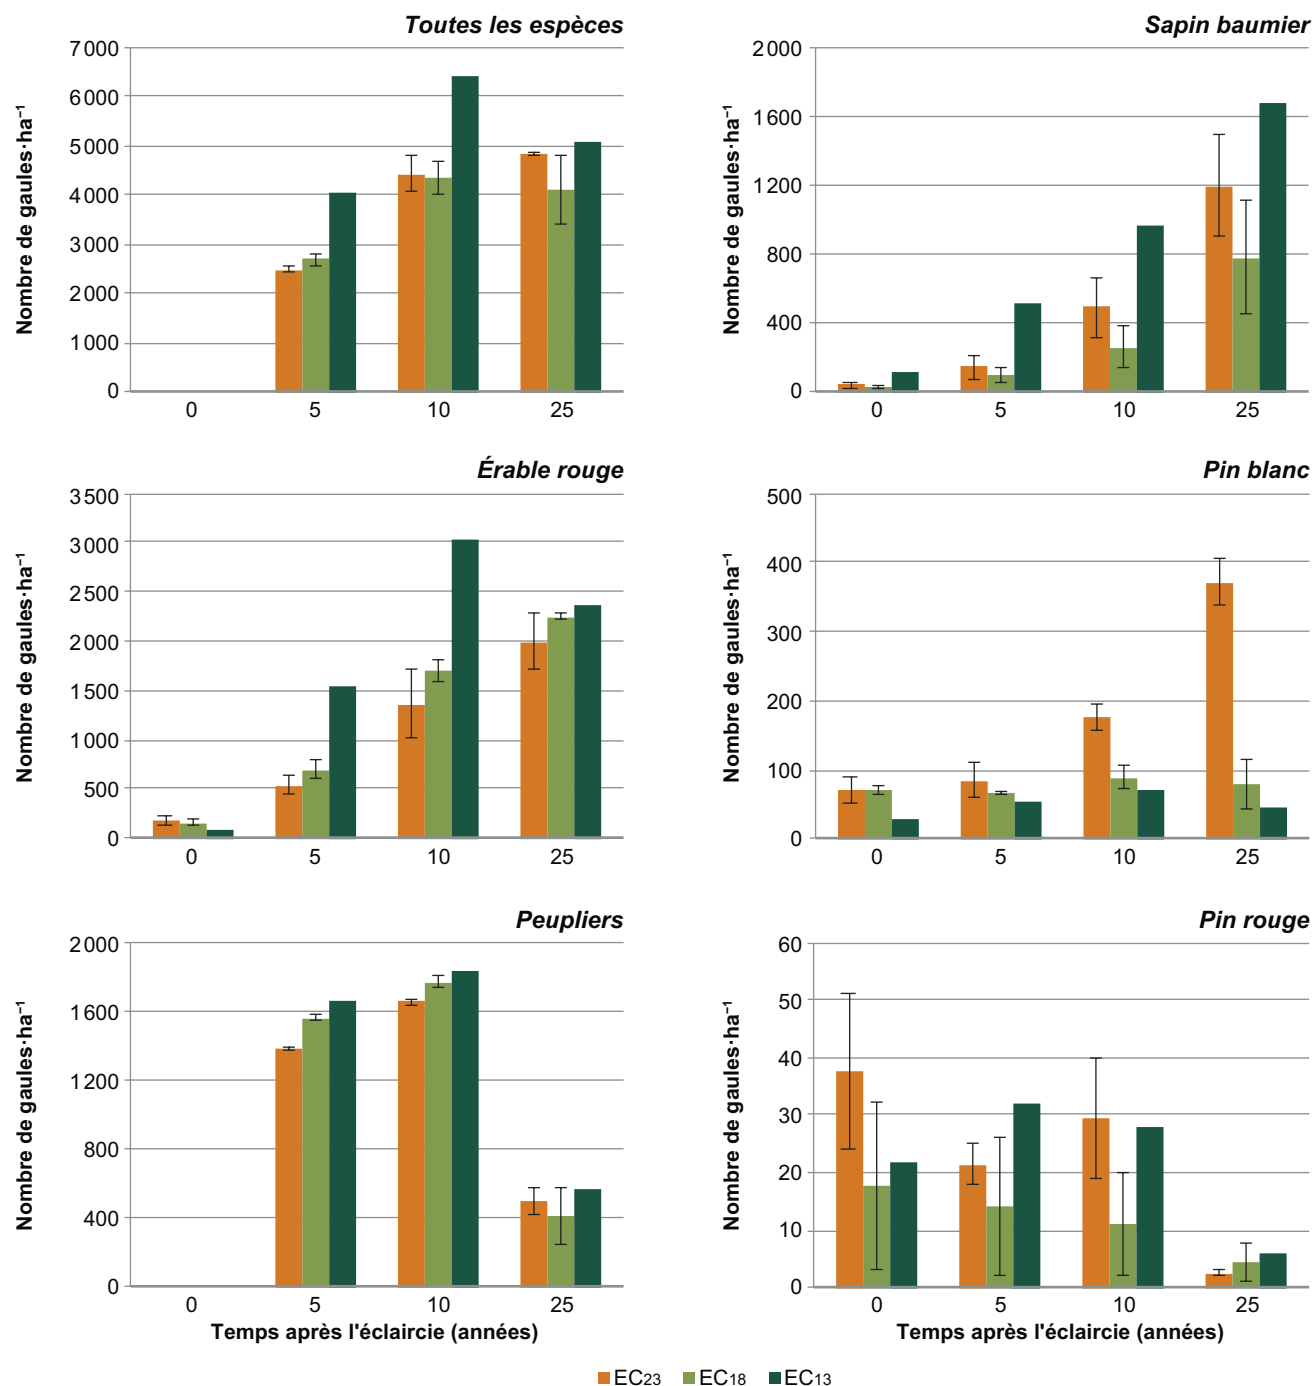 Toutes les espèces
Nombre de gaules·ha⁻¹
7 000
6 000
5 000
4 000
3 000
2 000
1 000
0
0 5 10 25
Sapin baumier
Nombre de gaules·ha⁻¹
2 000
1 600
1 200
800
400
0
0 5 10 25
Érable rouge
Nombre de gaules·ha⁻¹
3 500
3 000
2 500
2 000
1 500
1 000
500
0
0 5 10 25
Pin blanc
Nombre de gaules·ha⁻¹
500
400
300
200
100
0
0 5 10 25
Peupliers
Nombre de gaules·ha⁻¹
2 000
1 600
1 200
800
400
0
0 5 10 25
Temps après l'éclaircie (années)
Pin rouge
Nombre de gaules·ha⁻¹
60
50
40
30
20
10
0
0 5 10 25
Temps après l'éclaircie (années)
EC23 EC18 EC13